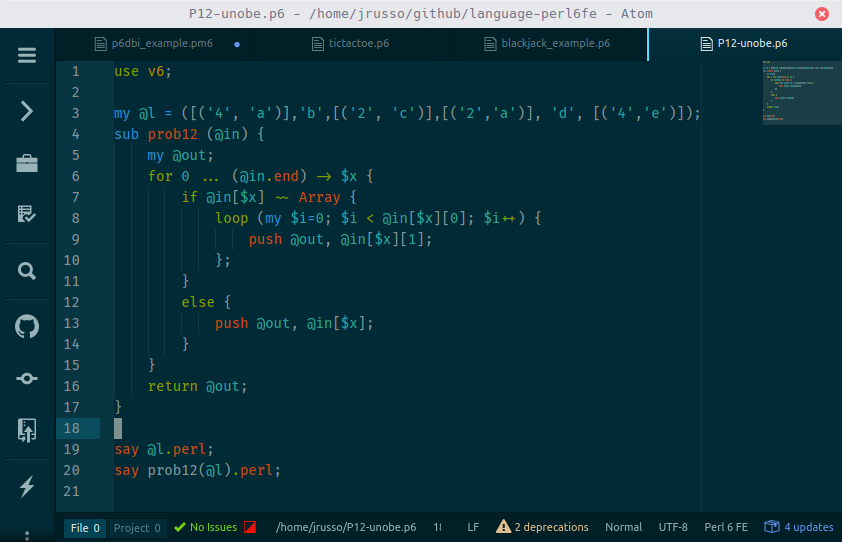 P12-unobe.p6 – /home/jrusso/github/language-perl6fe – Atom
p6dbi_example.pm6 tictactoe.p6 blackjack_example.p6 P12-unobe.p6
1 use v6;
2
3 my @l = ([('4', 'a')],'b',[('2', 'c')],[('2','a')], 'd', [('4','e')]);
4 sub prob12 (@in) {
5 my @out;
6 for 0 ... (@in.end) -> $x {
7 if @in[$x] ~~ Array {
8 loop (my $i=0; $i < @in[$x][0]; $i++) {
9 push @out, @in[$x][1];
10 };
11 }
12 else {
13 push @out, @in[$x];
14 }
15 }
16 return @out;
17 }
18
19 say @l.perl;
20 say prob12(@l).perl;
21
File 0 Project 0 No Issues /home/jrusso/P12-unobe.p6 LF 2 deprecations Normal UTF-8 Perl 6 FE 4 updates